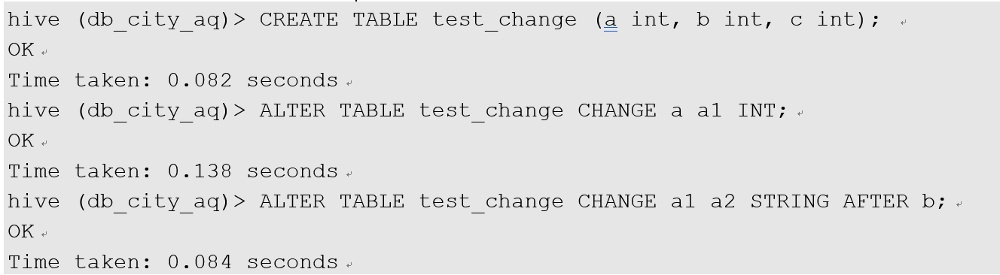 hive (db_city_aq)> CREATE TABLE test_change (a int, b int, c int);
OK
Time taken: 0.082 seconds
hive (db_city_aq)> ALTER TABLE test_change CHANGE a a1 INT;
OK
Time taken: 0.138 seconds
hive (db_city_aq)> ALTER TABLE test_change CHANGE a1 a2 STRING AFTER b;
OK
Time taken: 0.084 seconds